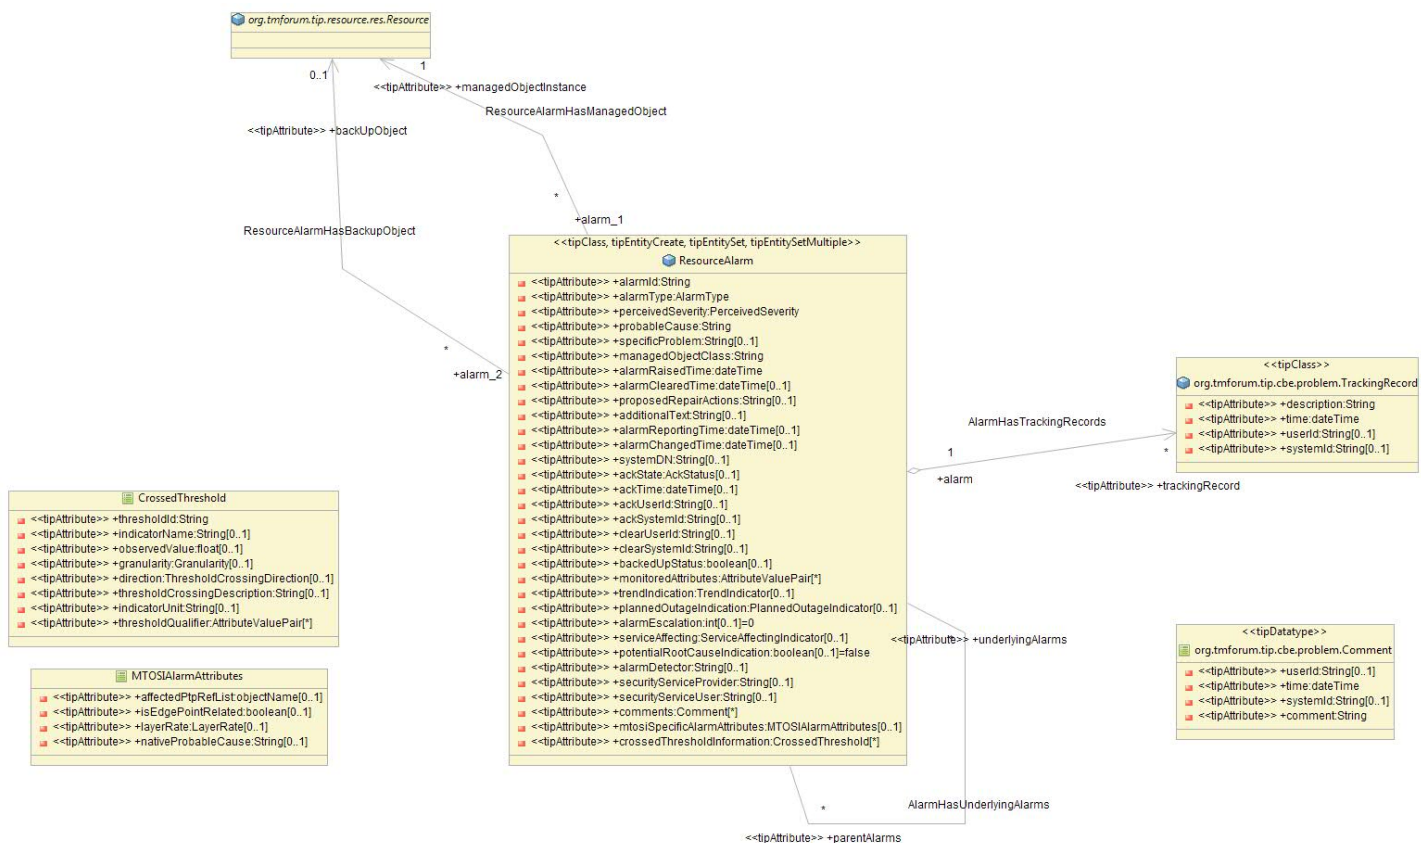 org.tmforum.tip.resource.res.Resource
0..1
1
<<tipAttribute>> +managedObjectInstance
ResourceAlarmHasManagedObject
<<tipAttribute>> +backUpObject
*
+alarm_1
ResourceAlarmHasBackupObject
*
+alarm_2
<<tipClass, tipEntityCreate, tipEntitySet, tipEntitySetMultiple>>
ResourceAlarm
<<tipAttribute>> +alarmId:String
<<tipAttribute>> +alarmType:AlarmType
<<tipAttribute>> +perceivedSeverity:PerceivedSeverity
<<tipAttribute>> +probableCause:String
<<tipAttribute>> +specificProblem:String[0..1]
<<tipAttribute>> +managedObjectClass:String
<<tipAttribute>> +alarmRaisedTime:dateTime
<<tipAttribute>> +alarmClearedTime:dateTime[0..1]
<<tipAttribute>> +proposedRepairActions:String[0..1]
<<tipAttribute>> +additionalText:String[0..1]
<<tipAttribute>> +alarmReportingTime:dateTime[0..1]
<<tipAttribute>> +alarmChangedTime:dateTime[0..1]
<<tipAttribute>> +systemDN:String[0..1]
<<tipAttribute>> +ackState:AckStatus[0..1]
<<tipAttribute>> +ackTime:dateTime[0..1]
<<tipAttribute>> +ackUserId:String[0..1]
<<tipAttribute>> +ackSystemId:String[0..1]
<<tipAttribute>> +clearUserId:String[0..1]
<<tipAttribute>> +clearSystemId:String[0..1]
<<tipAttribute>> +backedUpStatus:boolean[0..1]
<<tipAttribute>> +monitoredAttributes:AttributeValuePair[*]
<<tipAttribute>> +trendIndication:TrendIndicator[0..1]
<<tipAttribute>> +plannedOutageIndication:PlannedOutageIndicator[0..1]
<<tipAttribute>> +alarmEscalation:int[0..1]=0
<<tipAttribute>> +serviceAffecting:ServiceAffectingIndicator[0..1]
<<tipAttribute>> +potentialRootCauseIndication:boolean[0..1]=false
<<tipAttribute>> +alarmDetector:String[0..1]
<<tipAttribute>> +securityServiceProvider:String[0..1]
<<tipAttribute>> +securityServiceUser:String[0..1]
<<tipAttribute>> +comments:Comment[*]
<<tipAttribute>> +mtosiSpecificAlarmAttributes:MTOSIAlarmAttributes[0..1]
<<tipAttribute>> +crossedThresholdInformation:CrossedThreshold[*]
<<tipClass>>
org.tmforum.tip.cbe.problem.TrackingRecord
<<tipAttribute>> +description:String
<<tipAttribute>> +time:dateTime
<<tipAttribute>> +userId:String[0..1]
<<tipAttribute>> +systemId:String[0..1]
AlarmHasTrackingRecords
1
*
+alarm
<<tipAttribute>> +trackingRecord
CrossedThreshold
<<tipAttribute>> +thresholdId:String
<<tipAttribute>> +indicatorName:String[0..1]
<<tipAttribute>> +observedValue:float[0..1]
<<tipAttribute>> +granularity:Granularity[0..1]
<<tipAttribute>> +direction:ThresholdCrossingDirection[0..1]
<<tipAttribute>> +thresholdCrossingDescription:String[0..1]
<<tipAttribute>> +indicatorUnit:String[0..1]
<<tipAttribute>> +thresholdQualifier:AttributeValuePair[*]
MTOSIAlarmAttributes
<<tipAttribute>> +affectedPtpRefList:objectName[0..1]
<<tipAttribute>> +isEdgePointRelated:boolean[0..1]
<<tipAttribute>> +layerRate:LayerRate[0..1]
<<tipAttribute>> +nativeProbableCause:String[0..1]
*
<<tipAttribute>> +underlyingAlarms
<<tipDatatype>>
org.tmforum.tip.cbe.problem.Comment
<<tipAttribute>> +userId:String[0..1]
<<tipAttribute>> +time:dateTime
<<tipAttribute>> +systemId:String[0..1]
<<tipAttribute>> +comment:String
*
AlarmHasUnderlyingAlarms
<<tipAttribute>> +parentAlarms